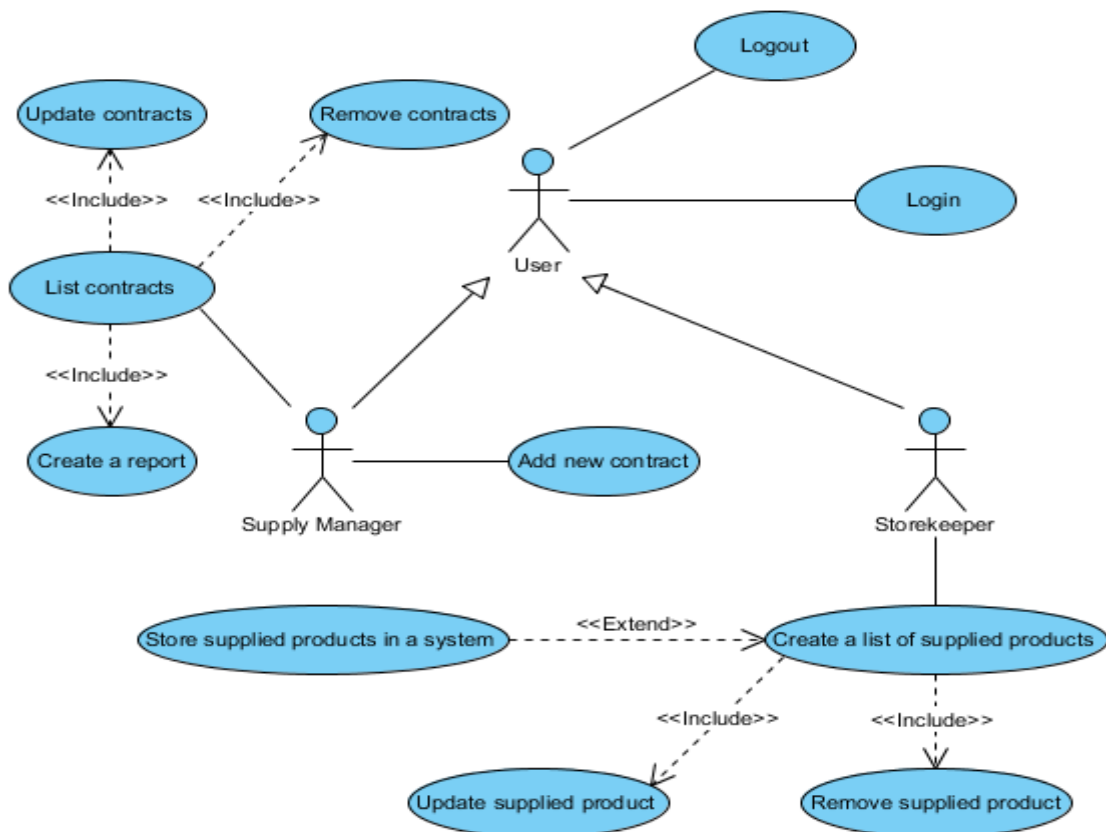 Logout
Update contracts
Remove contracts
<<Include>>
<<Include>>
Login
User
List contracts
<<Include>>
Create a report
Add new contract
Supply Manager
Storekeeper
<<Extend>>
Store supplied products in a system
Create a list of supplied products
<<Include>>
<<Include>>
Update supplied product
Remove supplied product